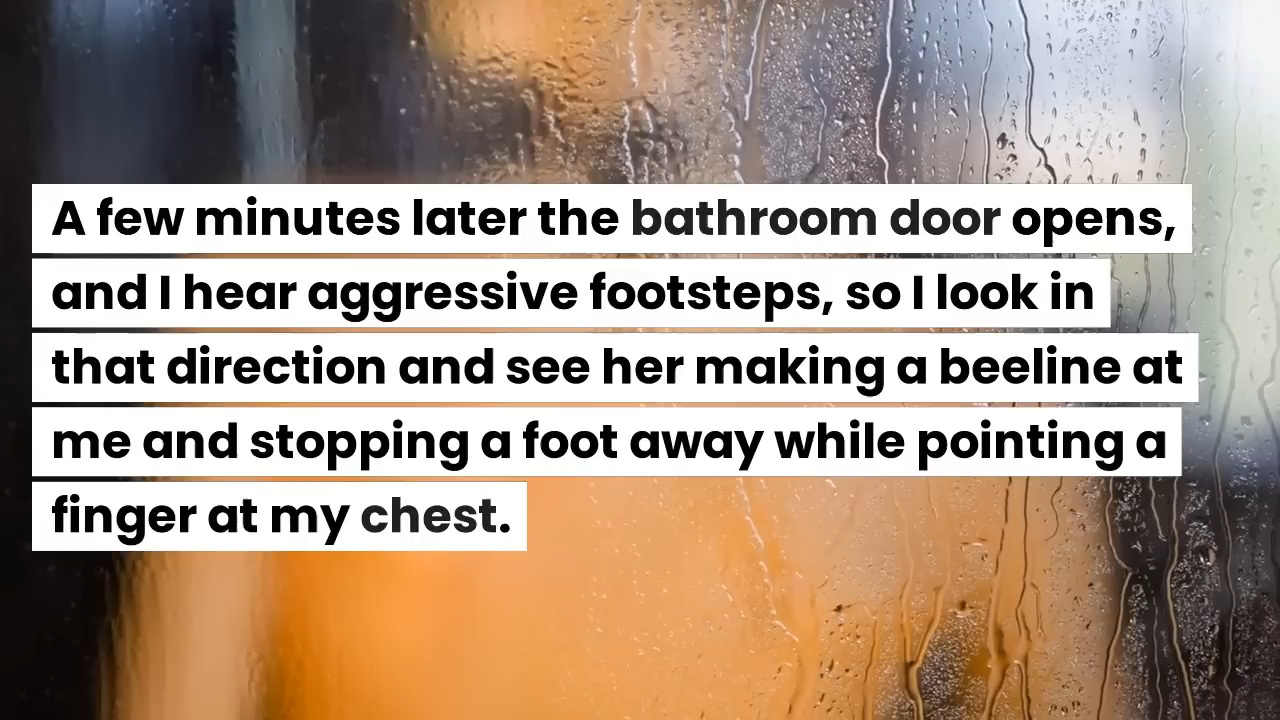 A few minutes later the bathroom door opens,
and I hear aggressive footsteps, so I look in
that direction and see her making a beeline at
me and stopping a foot away while pointing a
finger at my chest.